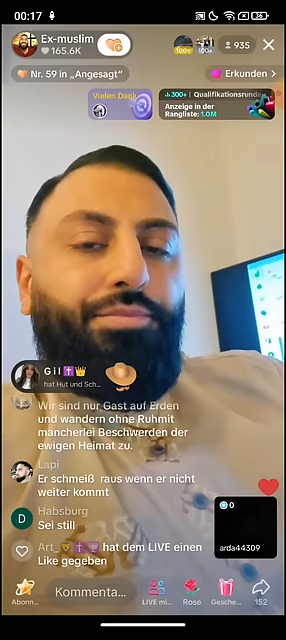 00:17
36
Ex-muslim
165.6K
100+
935
Nr. 59 in „Angesagt“
Erkunden >
Vielen Dank
300+ | Qualifikationsrunde
Anzeige in der
Rangliste: 1.0M
Gil
hat Hut und Sch...
Wir sind nur Gast auf Erden
und wandern ohne Ruhmit
mancherlei Beschwerden der
ewigen Heimat zu.
Lapi
Er schmeiß raus wenn er nicht
weiter kommt
Habsburg
D
Sei still
Art_ hat dem LIVE einen
Like gegeben
0
arda44309
Abonn...
Kommenta...
LIVE mi...
Rose
Gesche...
152